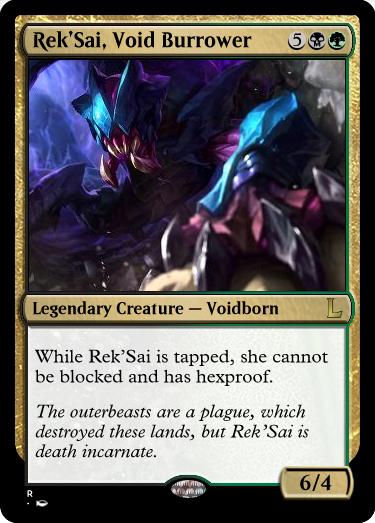 Rek'Sai, Void Burrower 5
Legendary Creature — Voidborn L
While Rek'Sai is tapped, she cannot
be blocked and has hexproof.
The outerbeasts are a plague, which
destroyed these lands, but Rek'Sai is
death incarnate.
6/4
R